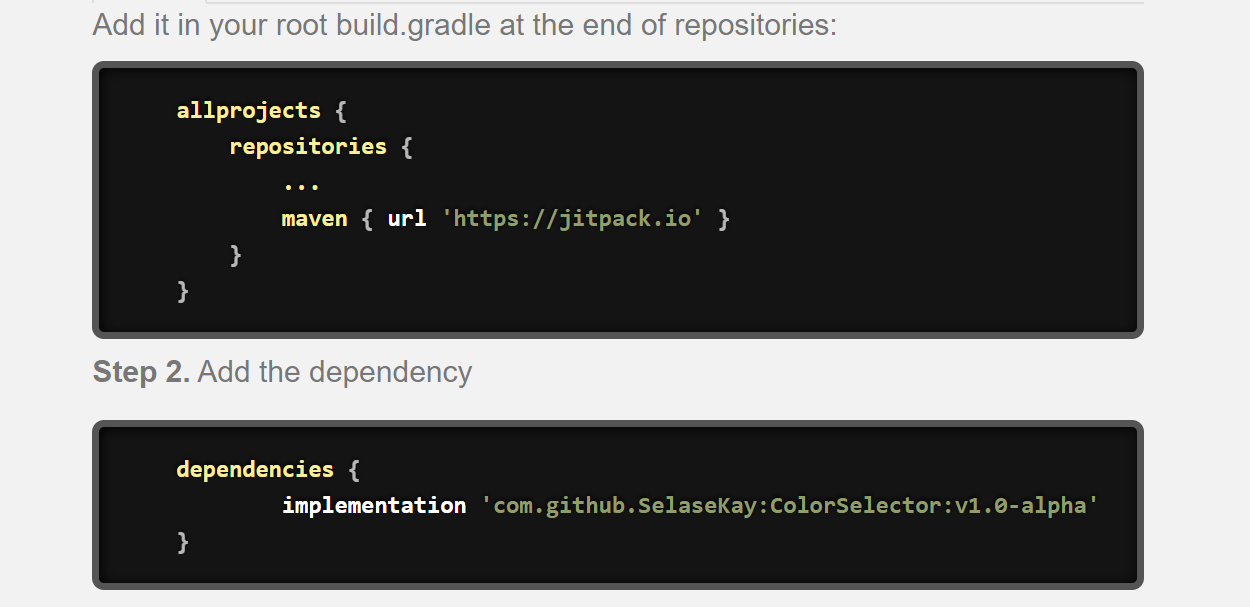 Add it in your root build.gradle at the end of repositories:
allprojects {
repositories {
...
maven { url 'https://jitpack.io' }
}
}
Step 2. Add the dependency
dependencies {
implementation 'com.github.SelaseKay:ColorSelector:v1.0-alpha'
}